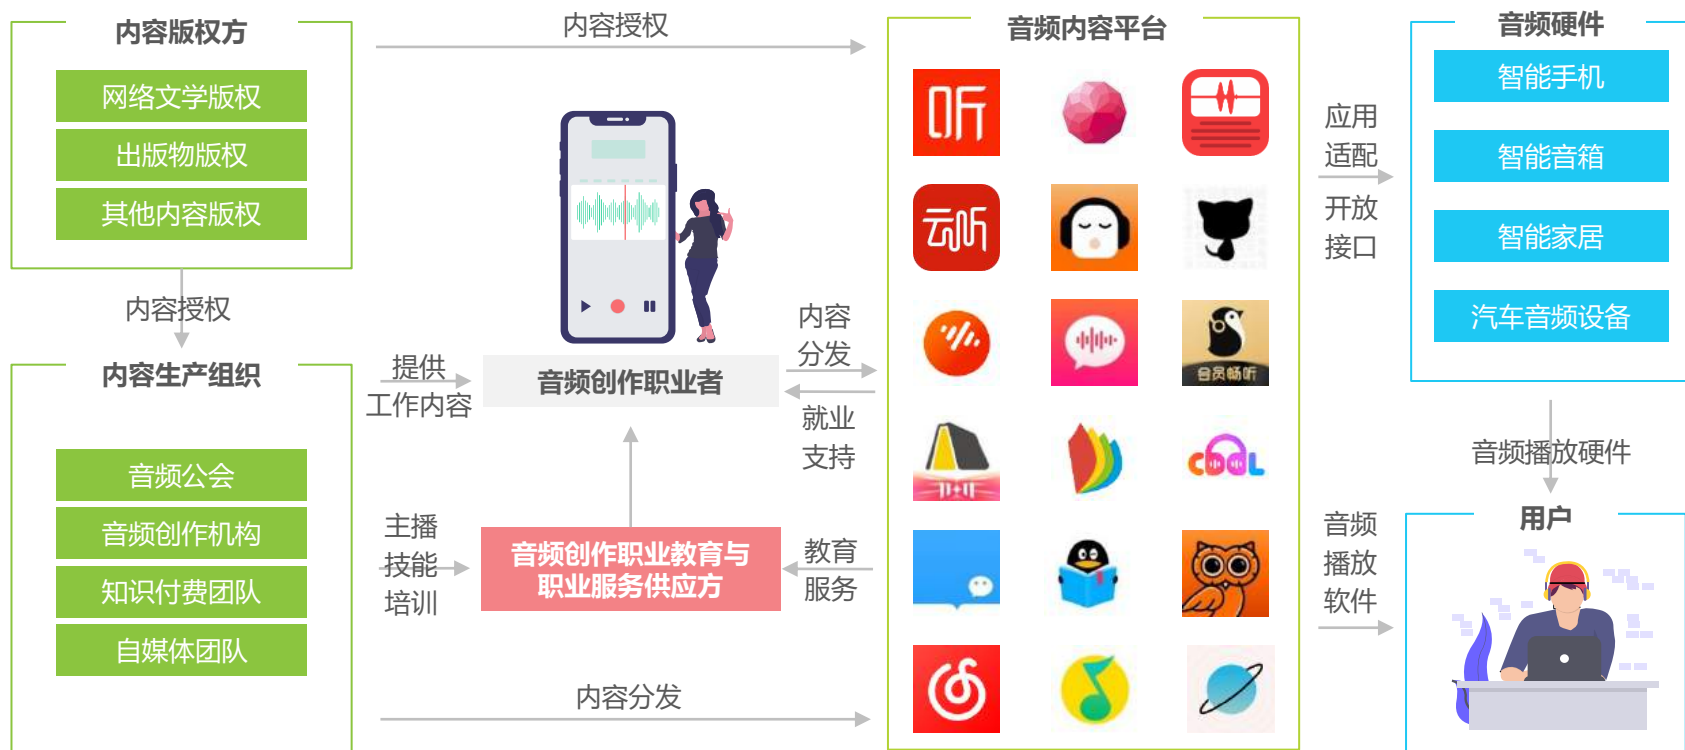 内容版权方
网络文学版权
出版物版权
其他内容版权
内容授权
内容授权
内容生产组织
音频公会
音频创作机构
知识付费团队
自媒体团队
提供
工作内容
音频创作职业者
主播
技能
培训
音频创作职业教育与
职业服务供应方
内容
分发
就业
支持
教育
服务
内容分发
音频内容平台
听
云听
会员畅听
COOL
应用
适配
开放
接口
音频
播放
软件
音频硬件
智能手机
智能音箱
智能家居
汽车音频设备
音频播放硬件
用户